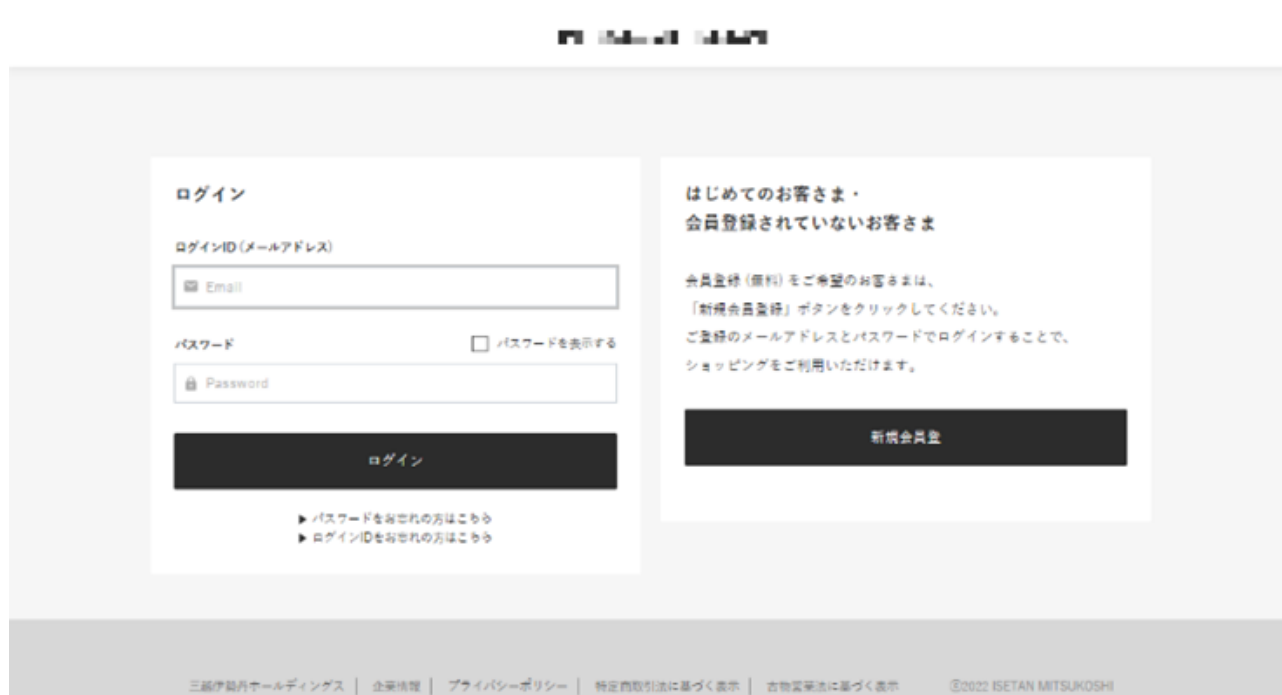 ログイン
ログインID(メールアドレス)
Email
パスワード
パスワードを表示する
Password
ログイン
▶ パスワードをお忘れの方はこちら
▶ ログインIDをお忘れの方はこちら
はじめてのお客さま・
会員登録されていないお客さま
会員登録(無料)をご希望のお客さまは、
「新規会員登録」ボタンをクリックしてください。
ご登録のメールアドレスとパスワードでログインすることで、
ショッピングをご利用いただけます。
新規会員登
三越伊勢丹ホールディングス | 企業情報 | プライバシーポリシー | 特定商取引法に基づく表示 | 古物営業法に基づく表示 ©2022 ISETAN MITSUKOSHI